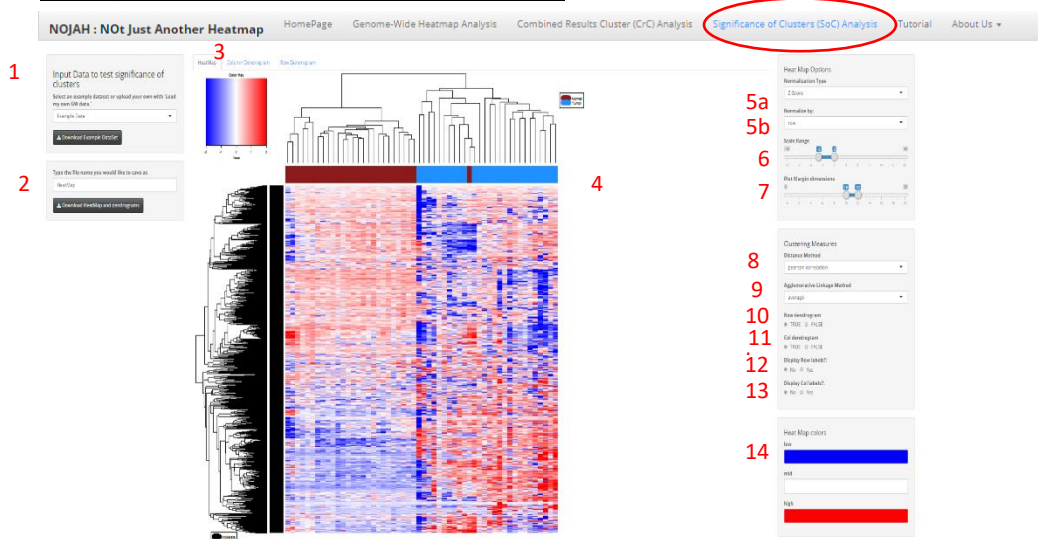 NOJAH : NOt Just Another Heatmap
HomePage
Genome-Wide Heatmap Analysis
Combined Results Cluster (CrC) Analysis
Significance of Clusters (SoC) Analysis
Tutorial
About Us
1
Input Data to test significance of
clusters
Select an example dataset or upload your own with 'Load
my own GW data.'
Example Data
Download Example DataSet
2
Type the file name you would like to save as
HeatMap
Download HeatMap and dendrograms
3
HeatMap
Column Dendrogram
Row Dendrogram
Color Key
4
Heat Map Options
Normalization Type
5a
Z-Score
Normalize by:
5b
row
Scale Range
6
Plot Margin dimensions
7
Clustering Measures
Distance Method
8
pearson correlation
Agglomerative Linkage Method
9
average
Row dendrogram
10
TRUE
FALSE
Col dendrogram
11
TRUE
FALSE
Display Row labels?:
12
No
Yes
Display Col labels?:
13
No
Yes
Heat Map colors
low
14
mid
high